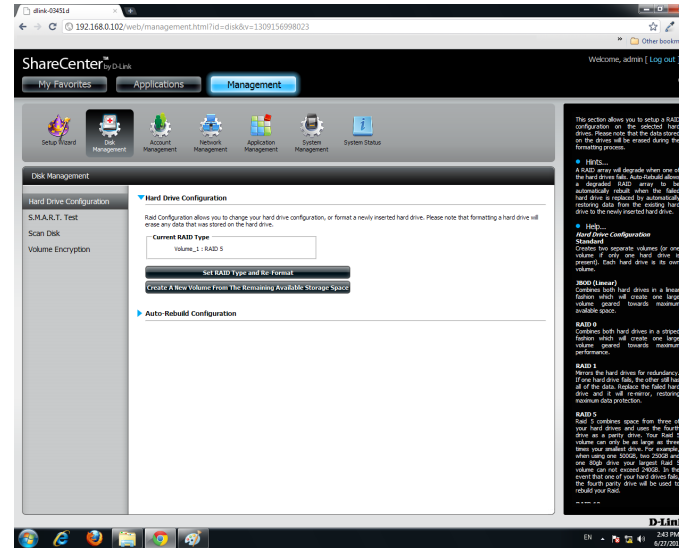 dlink-03451d
192.168.0.102/web/management.html?id=disk&v=1309156998023
Other bookm
ShareCenter™ by D-Link
Welcome, admin [ Log out ]
My Favorites
Applications
Management
Setup Wizard
Disk Management
Account Management
Network Management
Application Management
System Management
System Status
Disk Management
Hard Drive Configuration
S.M.A.R.T. Test
Scan Disk
Volume Encryption
Hard Drive Configuration
Raid Configuration allows you to change your hard drive configuration, or format a newly inserted hard drive. Please note that formatting a hard drive will
erase any data that was stored on the hard drive.
Current RAID Type
Volume_1 : RAID 5
Set RAID Type and Re-Format
Create A New Volume From The Remaining Available Storage Space
Auto-Rebuild Configuration
This section allows you to setup a RAID
configuration on the selected hard
drives. Please note that the data stored
on the drives will be erased during the
formatting process.
Hints...
A RAID array will degrade when one of
the hard drives fails. Auto-Rebuild allows
a degraded RAID array to be
automatically rebuilt when the failed
hard drive is replaced by automatically
restoring data from the existing hard
drive to the newly inserted hard drive.
Help...
Hard Drive Configuration
Standard
Creates two separate volumes (or one
volume if only one hard drive is
present). Each hard drive is its own
volume.
JBOD (Linear)
Combines both hard drives in a linear
fashion which will create one large
volume geared towards maximum
available space.
RAID 0
Combines both hard drives in a striped
fashion which will create one large
volume geared towards maximum
performance.
RAID 1
Mirrors the hard drives for redundancy.
If one hard drive fails, the other still has
all of the data. Replace the failed hard
drive and it will re-mirror, restoring
maximum data protection.
RAID 5
Raid 5 combines space from three of
your hard drives and uses the fourth
drive as a parity drive. Your Raid 5
volume can only be as large as three
times your smallest drive. For example,
when using one 500GB, two 250GB and
one 80gb drive your largest Raid 5
volume can not exceed 240GB. In the
event that one of your hard drives fails,
the fourth parity drive will be used to
rebuild your Raid.
D-Lin
EN
2:43 PM
6/27/201